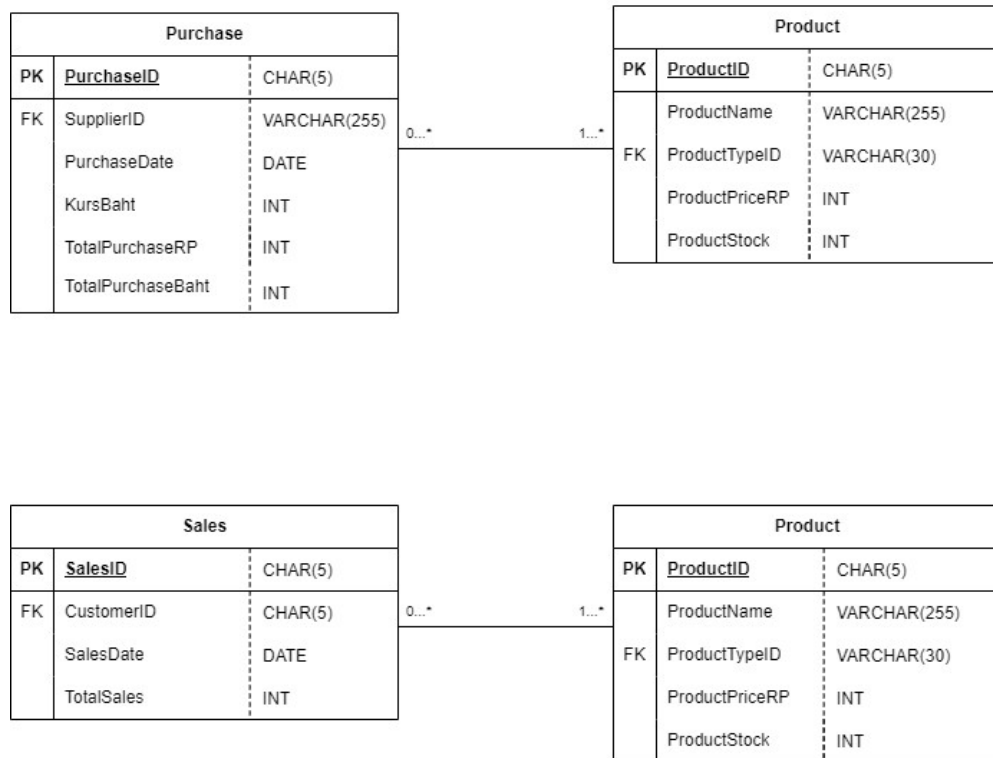 Purchase
PK PurchaseID CHAR(5)
FK SupplierID VARCHAR(255)
PurchaseDate DATE
KursBaht INT
TotalPurchaseRP INT
TotalPurchaseBaht INT
0...* 1...*
Product
PK ProductID CHAR(5)
ProductName VARCHAR(255)
FK ProductTypeID VARCHAR(30)
ProductPriceRP INT
ProductStock INT
Sales
PK SalesID CHAR(5)
FK CustomerID CHAR(5)
SalesDate DATE
TotalSales INT
0...* 1...*
Product
PK ProductID CHAR(5)
ProductName VARCHAR(255)
FK ProductTypeID VARCHAR(30)
ProductPriceRP INT
ProductStock INT